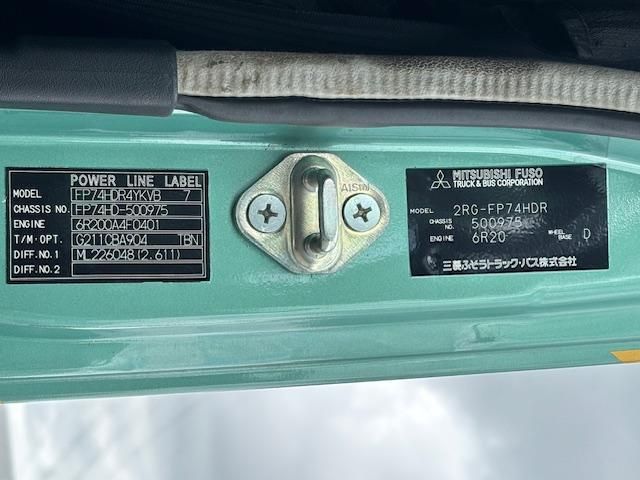 POWER LINE LABEL
MODEL FP74HDR4YKVB 7
CHASSIS NO. FP74HD-500975
ENGINE 6R200A4F0401
T/M·OPT. G211C8A904 TBN
DIFF.NO.1 ML226048(2.611)
DIFF.NO.2
AISIN
MITSUBISHI FUSO
TRUCK & BUS CORPORATION
MODEL 2RG-FP74HDR
CHASSIS NO. 500975
ENGINE 6R20 WHEEL BASE D
三菱ふそうトラック・バス株式会社